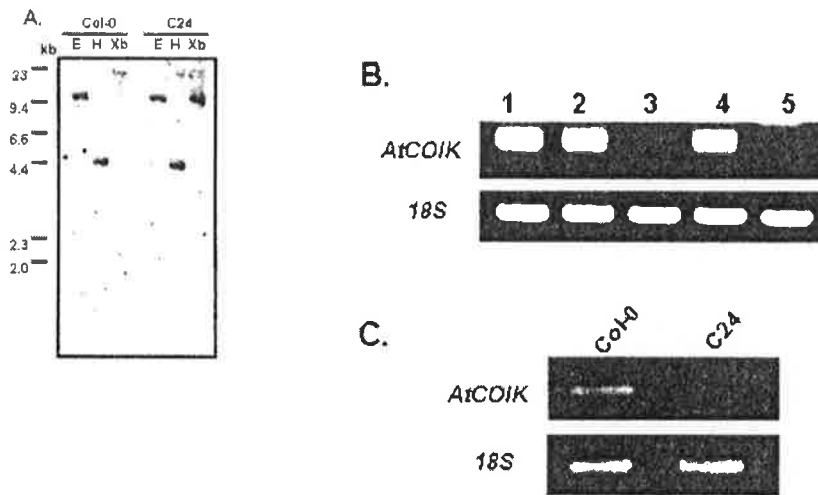 A.
Col-0 C24
kb E H Xb E H Xb
23
9.4
6.6
4.4
2.3
2.0
B.
1 2 3 4 5
AtCOIK
18S
C.
Col-0 C24
AtCOIK
18S